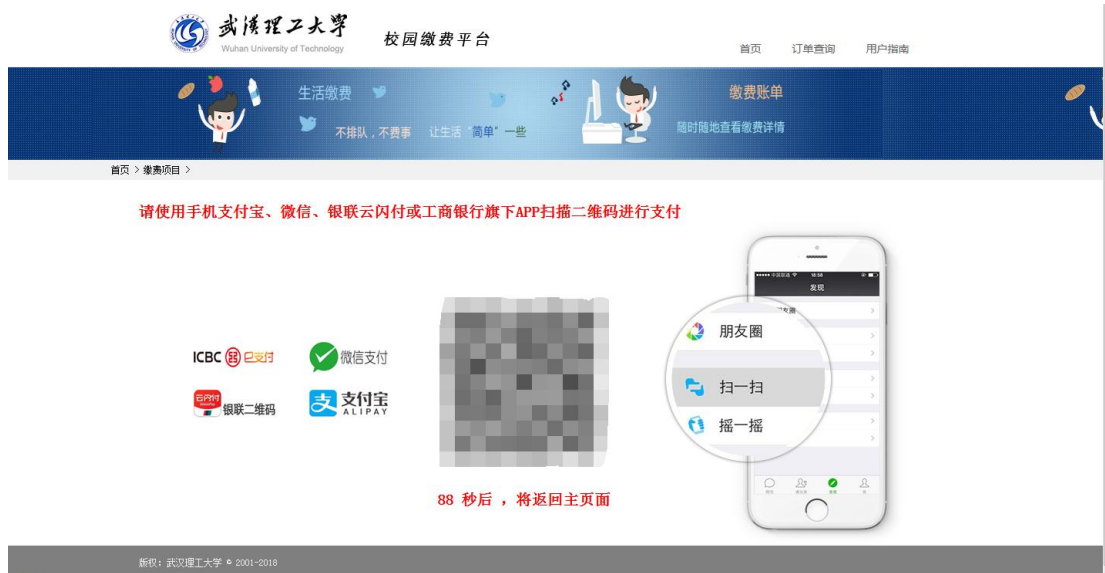 武汉理工大学
Wuhan University of Technology
校园缴费平台
首页 订单查询 用户指南
生活缴费
不排队，不费事 让生活“简单”一些
缴费账单
随时随地查看缴费详情
首页 > 缴费项目 >
请使用手机支付宝、微信、银联云闪付或工商银行旗下APP扫描二维码进行支付
发现
朋友圈
扫一扫
摇一摇
ICBC e支付
微信支付
云闪付
银联二维码
支付宝
ALIPAY
88 秒后 ，将返回主页面
版权：武汉理工大学 © 2001-2018